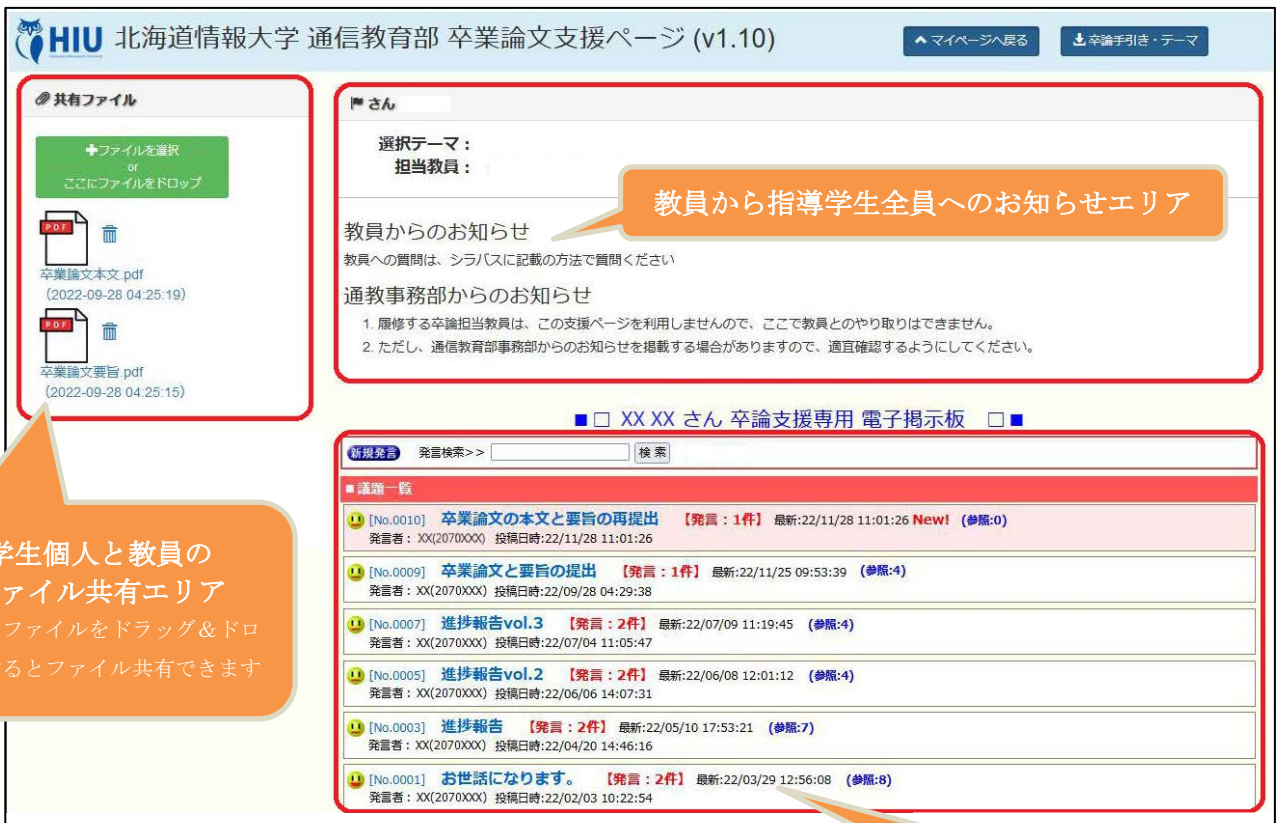 HIU 北海道情報大学 通信教育部 卒業論文支援ページ (v1.10)
マイページへ戻る
卒論手引き・テーマ
共有ファイル
ファイルを選択
or
ここにファイルをドロップ
PDF
卒業論文本文.pdf
(2022-09-28 04:25:19)
PDF
卒業論文要旨.pdf
(2022-09-28 04:25:15)
学生個人と教員の
ァイル共有エリア
ファイルをドラッグ＆ドロ
るとファイル共有できます
さん
選択テーマ：
担当教員：
教員から指導学生全員へのお知らせエリア
教員からのお知らせ
教員への質問は、シラバスに記載の方法で質問ください
通教事務部からのお知らせ
1. 履修する卒論担当教員は、この支援ページを利用しませんので、ここで教員とのやり取りはできません。
2. ただし、通信教育部事務部からのお知らせを掲載する場合がありますので、適宜確認するようにしてください。
■□ XX XX さん 卒論支援専用 電子掲示板 □■
新規発言 発言検索>> 検索
■議題一覧
[No.0010] 卒業論文の本文と要旨の再提出 【発言：1件】 最新:22/11/28 11:01:26 New! (参照:0)
発言者：XX(2070XXX) 投稿日時:22/11/28 11:01:26
[No.0009] 卒業論文と要旨の提出 【発言：1件】 最新:22/11/25 09:53:39 (参照:4)
発言者：XX(2070XXX) 投稿日時:22/09/28 04:29:38
[No.0007] 進捗報告vol.3 【発言：2件】 最新:22/07/09 11:19:45 (参照:4)
発言者：XX(2070XXX) 投稿日時:22/07/04 11:05:47
[No.0005] 進捗報告vol.2 【発言：2件】 最新:22/06/08 12:01:12 (参照:4)
発言者：XX(2070XXX) 投稿日時:22/06/06 14:07:31
[No.0003] 進捗報告 【発言：2件】 最新:22/05/10 17:53:21 (参照:7)
発言者：XX(2070XXX) 投稿日時:22/04/20 14:46:16
[No.0001] お世話になります。 【発言：2件】 最新:22/03/29 12:56:08 (参照:8)
発言者：XX(2070XXX) 投稿日時:22/02/03 10:22:54